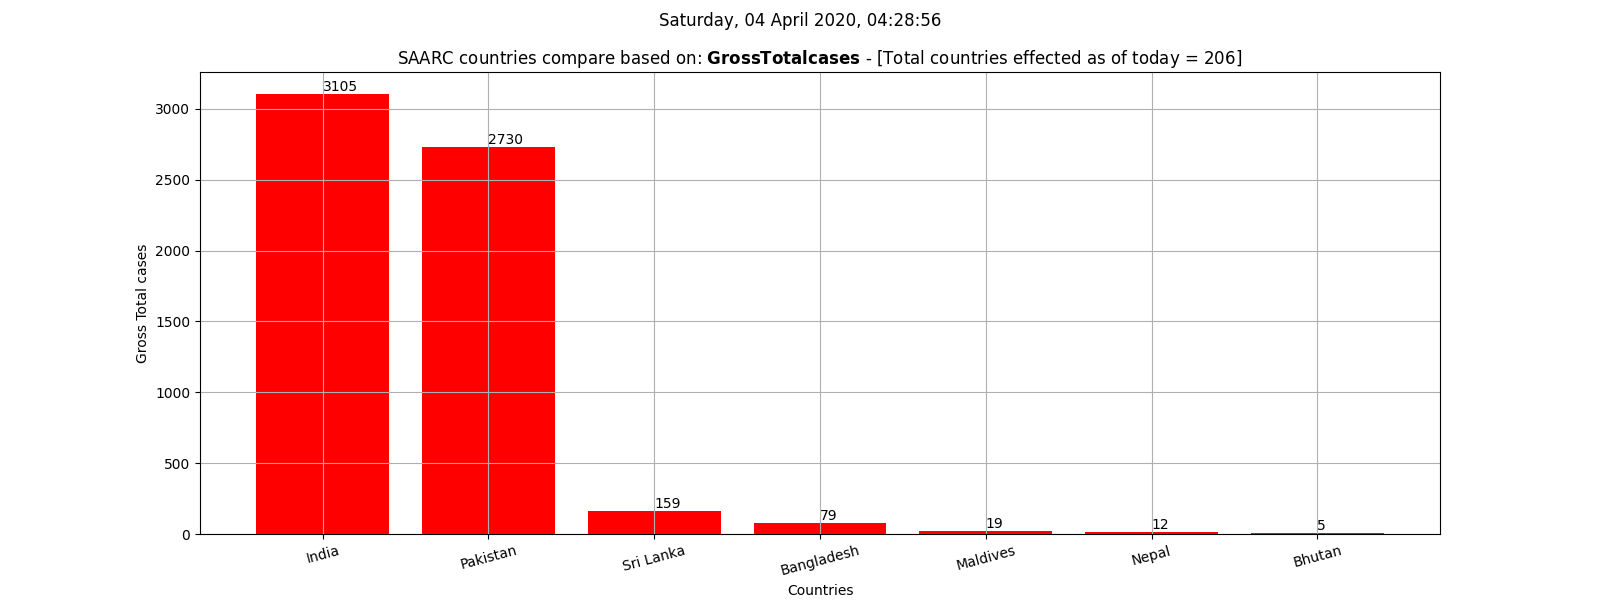 Saturday, 04 April 2020, 04:28:56
SAARC countries compare based on: GrossTotalcases - [Total countries effected as of today = 206]
3105
2730
159
79
19
12
5
3000
2500
2000
1500
1000
500
0
Gross Total cases
India
Pakistan
Sri Lanka
Bangladesh
Maldives
Nepal
Bhutan
Countries